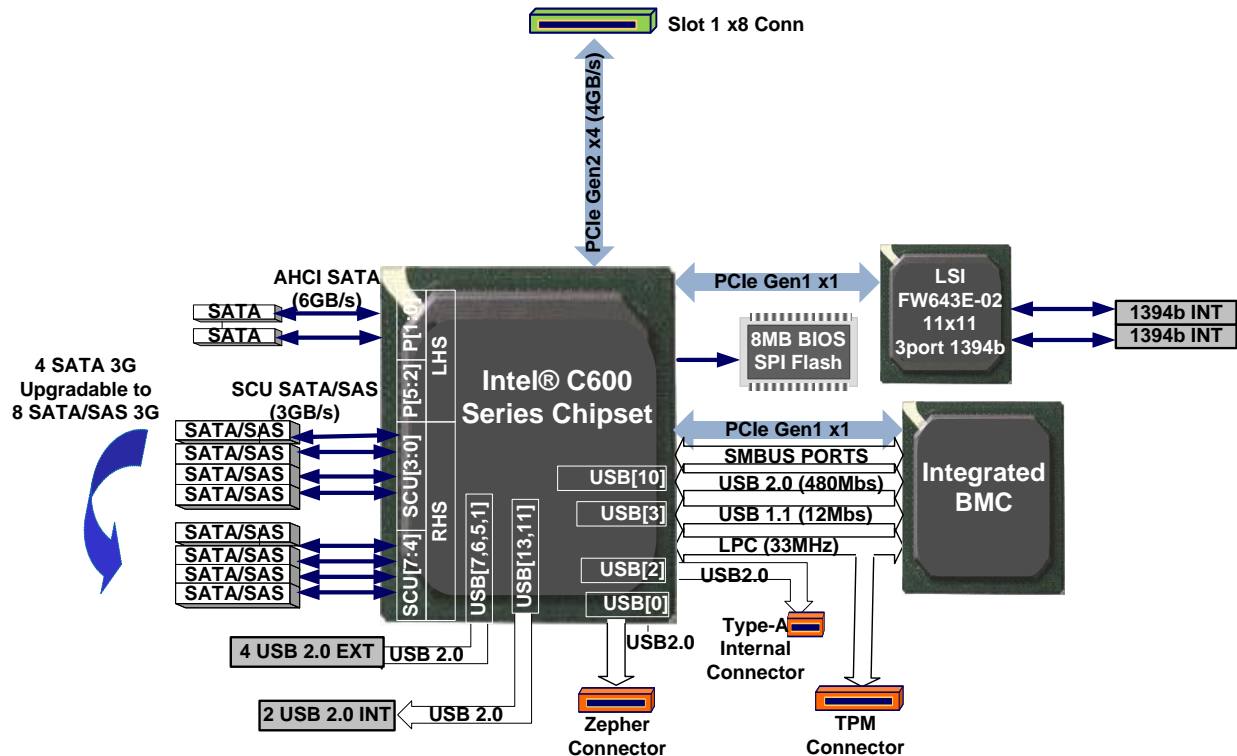 Slot 1 x8 Conn
PCIe Gen2 x4 (4GB/s)
AHCI SATA
(6GB/s)
SATA
SATA
P[1:0]
P[5:2]
LHS
4 SATA 3G
Upgradable to
8 SATA/SAS 3G
SCU SATA/SAS
(3GB/s)
SATA/SAS
SATA/SAS
SATA/SAS
SATA/SAS
SATA/SAS
SATA/SAS
SATA/SAS
SATA/SAS
SCU[3:0]
SCU[7:4]
RHS
Intel® C600
Series Chipset
USB[7,6,5,1]
USB[13,11]
USB[10]
USB[3]
USB[2]
USB[0]
PCIe Gen1 x1
LSI
FW643E-02
11x11
3port 1394b
1394b INT
1394b INT
8MB BIOS
SPI Flash
PCIe Gen1 x1
SMBUS PORTS
USB 2.0 (480Mbs)
USB 1.1 (12Mbs)
LPC (33MHz)
Integrated
BMC
USB2.0
USB2.0
Type-A
Internal
Connector
4 USB 2.0 EXT
USB 2.0
2 USB 2.0 INT
USB 2.0
Zepher
Connector
TPM
Connector